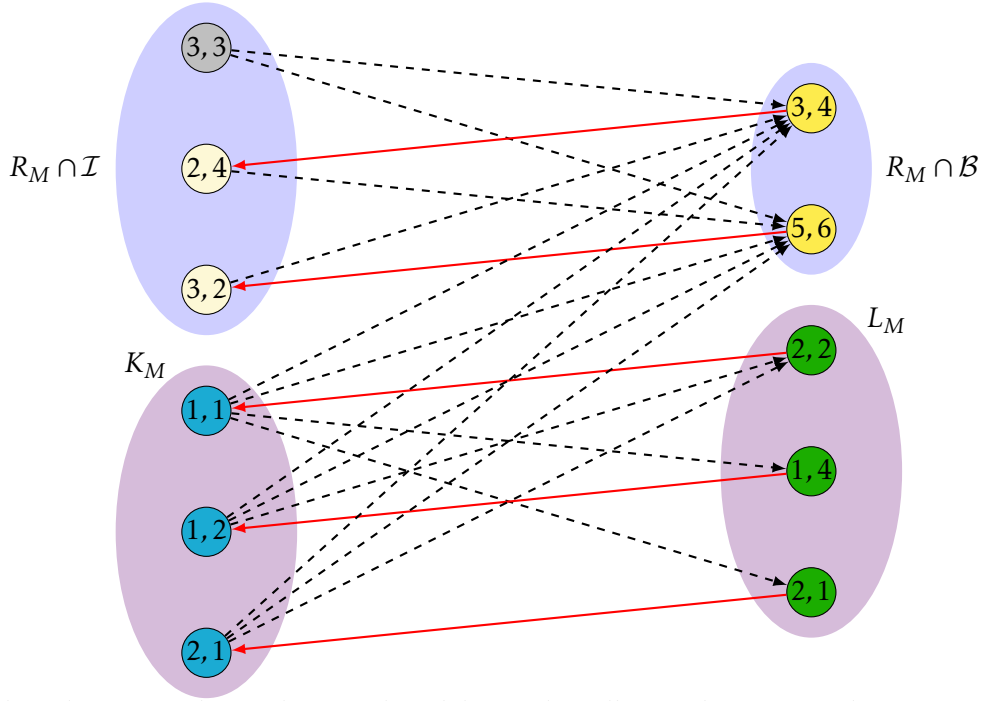 3, 3
3, 4
R_M ∩ ℐ
2, 4
R_M ∩ ℬ
5, 6
3, 2
L_M
2, 2
K_M
1, 1
1, 4
1, 2
2, 1
2, 1